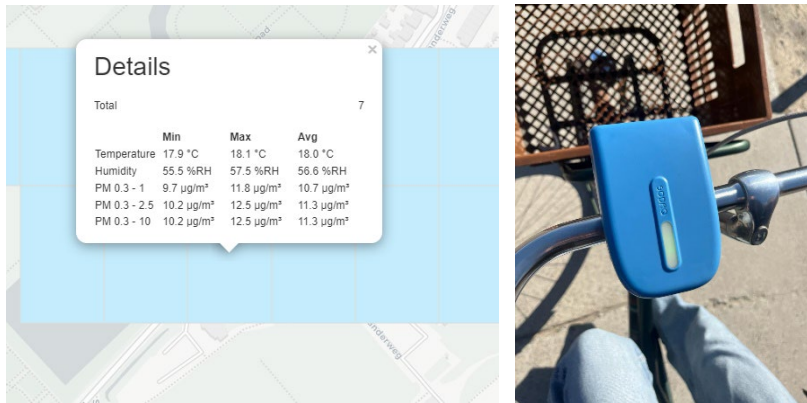 Details
×
Total 7
Min Max Avg
Temperature 17.9 °C 18.1 °C 18.0 °C
Humidity 55.5 %RH 57.5 %RH 56.6 %RH
PM 0.3 - 1 9.7 µg/m³ 11.8 µg/m³ 10.7 µg/m³
PM 0.3 - 2.5 10.2 µg/m³ 12.5 µg/m³ 11.3 µg/m³
PM 0.3 - 10 10.2 µg/m³ 12.5 µg/m³ 11.3 µg/m³